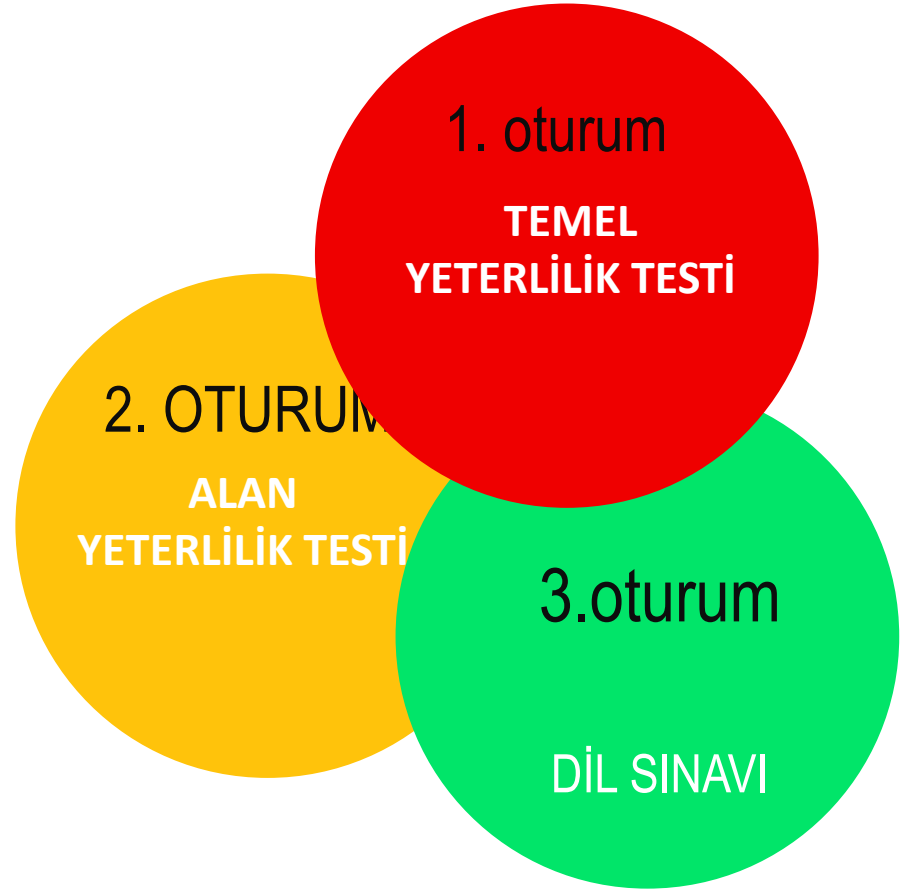 1. oturum
TEMEL
YETERLİLİK TESTİ
2. OTURUM
ALAN
YETERLİLİK TESTİ
3.oturum
DİL SINAVI